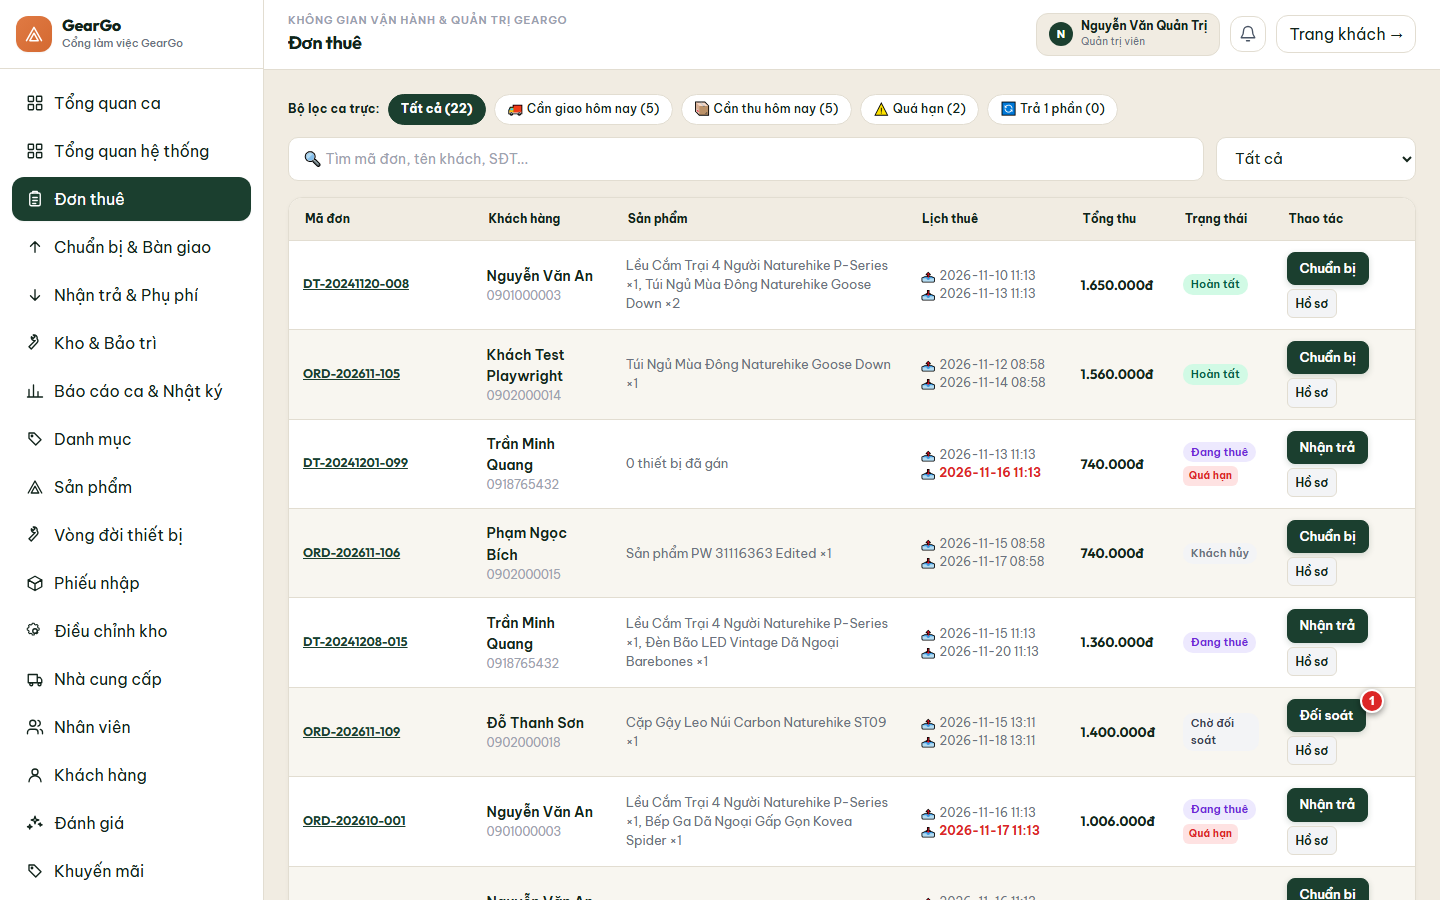 GearGo
Cổng làm việc GearGo
Tổng quan ca
Tổng quan hệ thống
Đơn thuê
Chuẩn bị & Bàn giao
Nhận trả & Phụ phí
Kho & Bảo trì
Báo cáo ca & Nhật ký
Danh mục
Sản phẩm
Vòng đời thiết bị
Phiếu nhập
Điều chỉnh kho
Nhà cung cấp
Nhân viên
Khách hàng
Đánh giá
Khuyến mãi
KHÔNG GIAN VẬN HÀNH & QUẢN TRỊ GEARGO
Đơn thuê
N
Nguyễn Văn Quản Trị
Quản trị viên
Trang khách →
Bộ lọc ca trực:
Tất cả (22)
Cần giao hôm nay (5)
Cần thu hôm nay (5)
Quá hạn (2)
Trả 1 phần (0)
Tìm mã đơn, tên khách, SĐT...
Tất cả
Mã đơn
Khách hàng
Sản phẩm
Lịch thuê
Tổng thu
Trạng thái
Thao tác
DT-20241120-008
Nguyễn Văn An
0901000003
Lều Cắm Trại 4 Người Naturehike P-Series
×1, Túi Ngủ Mùa Đông Naturehike Goose
Down ×2
2026-11-10 11:13
2026-11-13 11:13
1.650.000đ
Hoàn tất
Chuẩn bị
Hồ sơ
ORD-202611-105
Khách Test
Playwright
0902000014
Túi Ngủ Mùa Đông Naturehike Goose Down
×1
2026-11-12 08:58
2026-11-14 08:58
1.560.000đ
Hoàn tất
Chuẩn bị
Hồ sơ
DT-20241201-099
Trần Minh
Quang
0918765432
0 thiết bị đã gán
2026-11-13 11:13
2026-11-16 11:13
740.000đ
Đang thuê
Quá hạn
Nhận trả
Hồ sơ
ORD-202611-106
Phạm Ngọc
Bích
0902000015
Sản phẩm PW 31116363 Edited ×1
2026-11-15 08:58
2026-11-17 08:58
740.000đ
Khách hủy
Chuẩn bị
Hồ sơ
DT-20241208-015
Trần Minh
Quang
0918765432
Lều Cắm Trại 4 Người Naturehike P-Series
×1, Đèn Bão LED Vintage Dã Ngoại
Barebones ×1
2026-11-15 11:13
2026-11-20 11:13
1.360.000đ
Đang thuê
Nhận trả
Hồ sơ
ORD-202611-109
Đỗ Thanh Sơn
0902000018
Cặp Gậy Leo Núi Carbon Naturehike ST09
×1
2026-11-15 13:11
2026-11-18 13:11
1.400.000đ
Chờ đối
soát
Đối soát
1
Hồ sơ
ORD-202610-001
Nguyễn Văn An
0901000003
Lều Cắm Trại 4 Người Naturehike P-Series
×1, Bếp Ga Dã Ngoại Gấp Gọn Kovea
Spider ×1
2026-11-16 11:13
2026-11-17 11:13
1.006.000đ
Đang thuê
Quá hạn
Nhận trả
Hồ sơ
Nguyễn Văn An
2026-11-16 11:13
Chuẩn bị